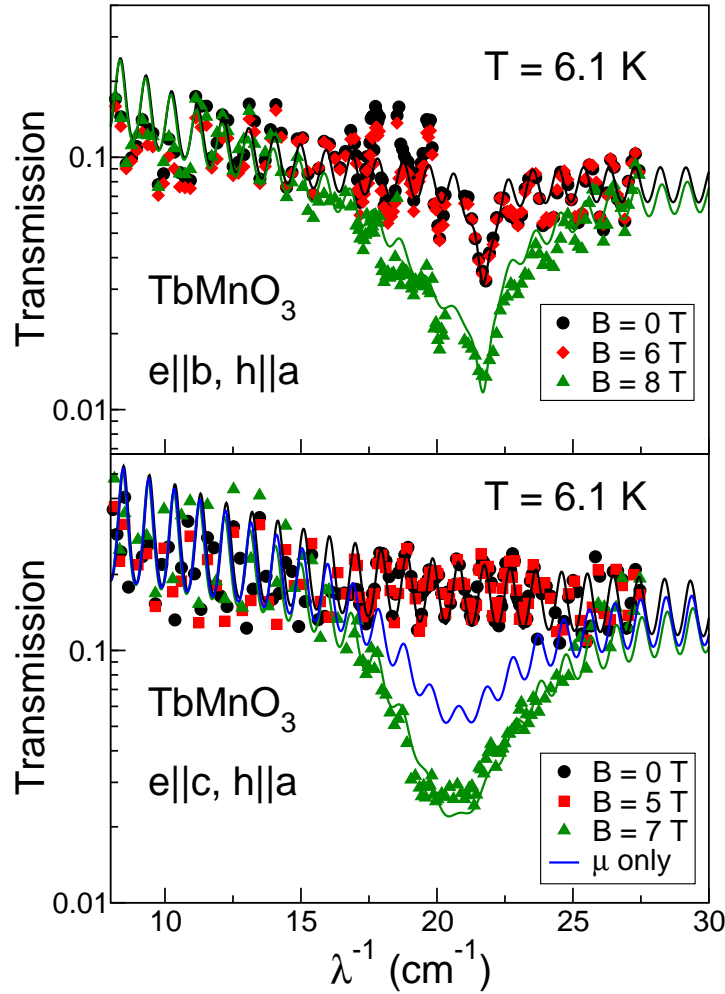 T = 6.1 K
0.1
Transmission
TbMnO3
e||b, h||a
B = 0 T
B = 6 T
B = 8 T
0.01
T = 6.1 K
Transmission
0.1
TbMnO3
e||c, h||a
B = 0 T
B = 5 T
B = 7 T
μ only
0.01
10 15 20 25 30
λ-1 (cm-1)